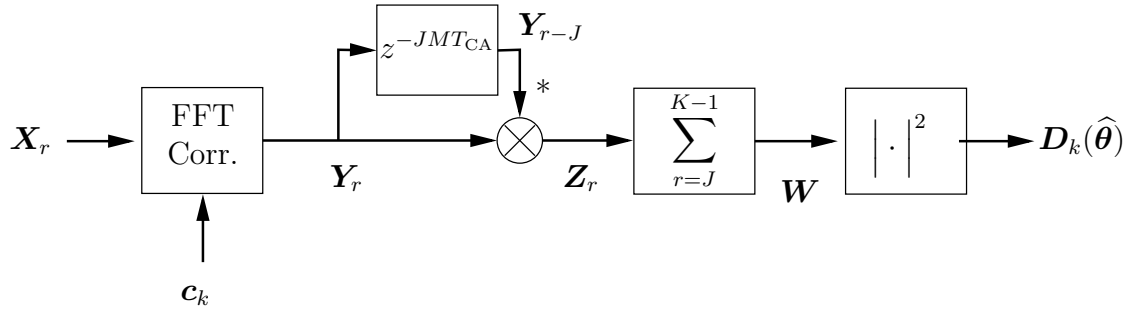 z^{-JMT_{CA}}
Y_{r-J}
*
X_r
FFT
Corr.
Y_r
Z_r
\sum_{r=J}^{K-1}
W
|·|^2
D_k(\hat{θ})
c_k